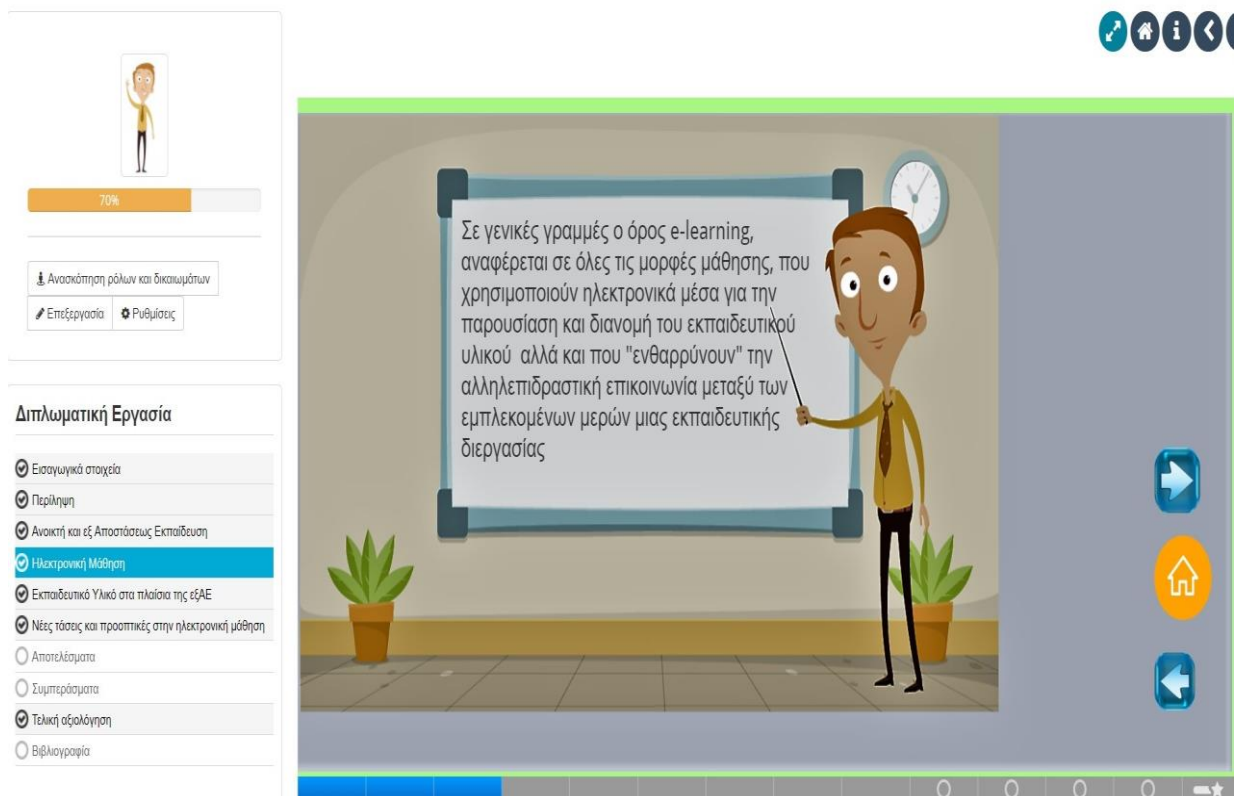 70%
Ανασκόπηση ρόλων και δικαιωμάτων
Επεξεργασία
Ρυθμίσεις
Διπλωματική Εργασία
Εισαγωγικά στοιχεία
Περίληψη
Ανοικτή και εξ Αποστάσεως Εκπαίδευση
Ηλεκτρονική Μάθηση
Εκπαιδευτικό Υλικό στα πλαίσια της εξΑΕ
Νέες τάσεις και προοπτικές στην ηλεκτρονική μάθηση
Αποτελέσματα
Συμπεράσματα
Τελική αξιολόγηση
Βιβλιογραφία
Σε γενικές γραμμές ο όρος e-learning,
αναφέρεται σε όλες τις μορφές μάθησης, που
χρησιμοποιούν ηλεκτρονικά μέσα για την
παρουσίαση και διανομή του εκπαιδευτικού
υλικού αλλά και που "ενθαρρύνουν" την
αλληλεπιδραστική επικοινωνία μεταξύ των
εμπλεκομένων μερών μιας εκπαιδευτικής
διεργασίας